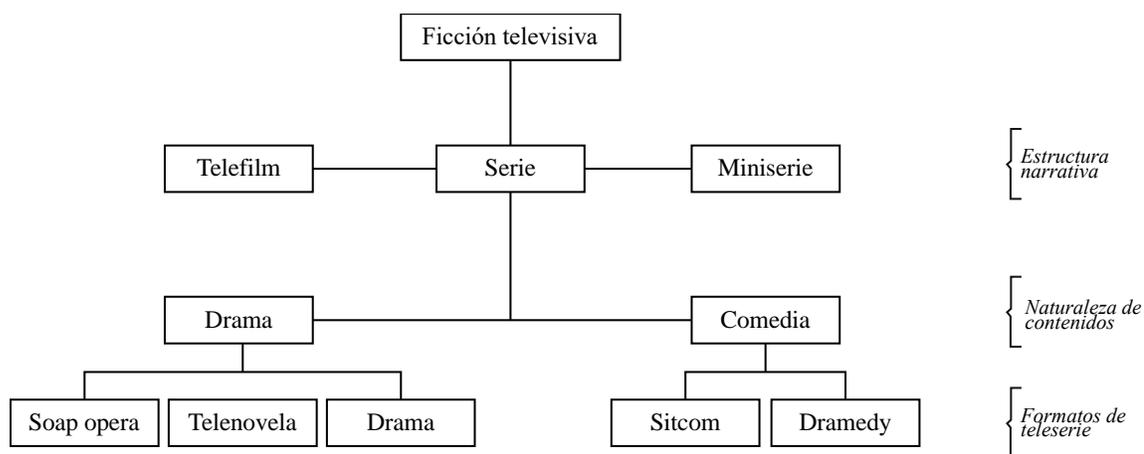 Ficción televisiva
Telefilm
Serie
Miniserie
Estructura
narrativa
Drama
Comedia
Naturaleza de
contenidos
Soap opera
Telenovela
Drama
Sitcom
Dramedy
Formatos de
teleserie